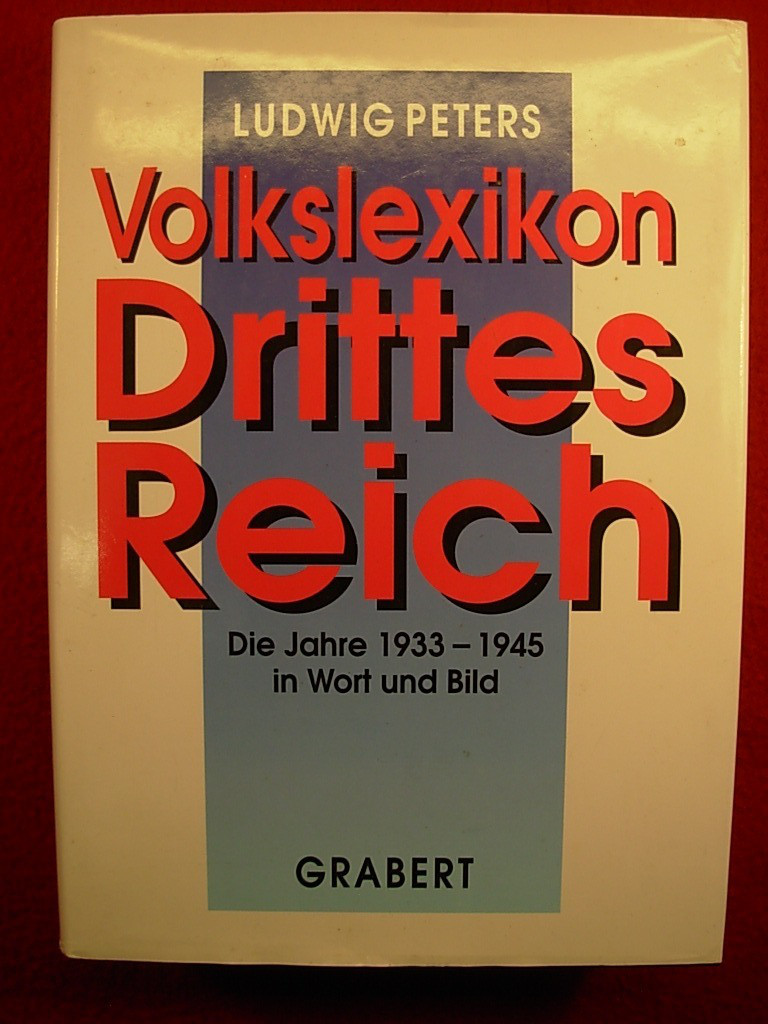 LUDWIG PETERS
Volkslexikon
Drittes
Reich
Die Jahre 1933 – 1945
in Wort und Bild
GRABERT